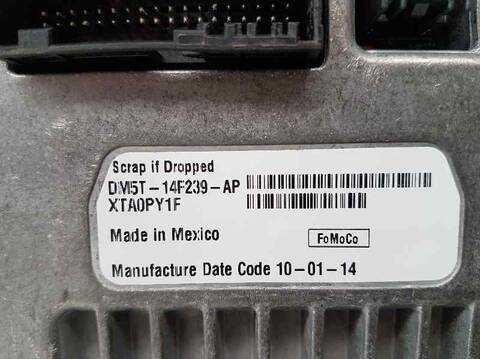 Scrap if Dropped
DM5T-14F239-AP
XTA0PY1F
Made in Mexico FoMoCo
Manufacture Date Code 10-01-14